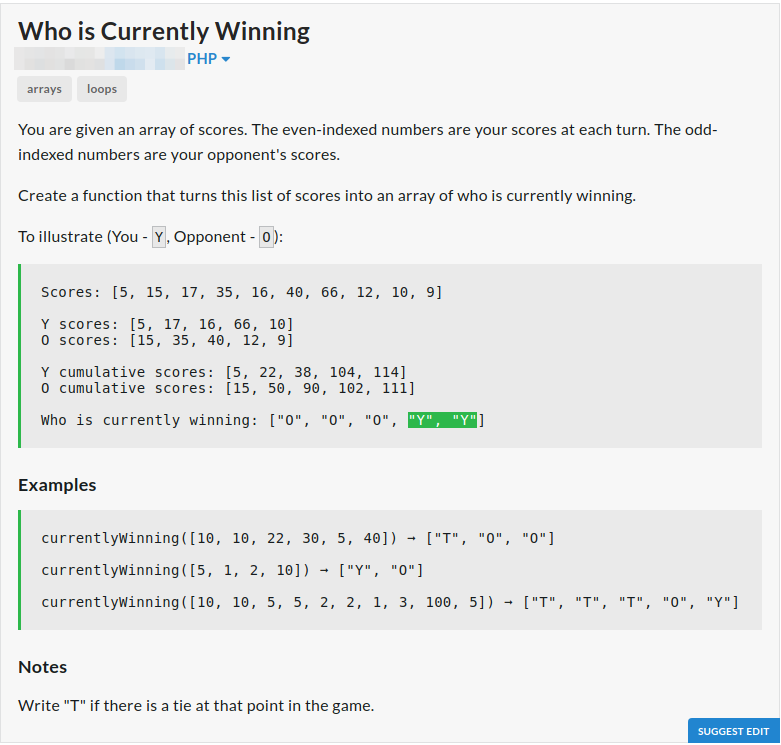 Who is Currently Winning
PHP
arrays loops
You are given an array of scores. The even-indexed numbers are your scores at each turn. The odd-
indexed numbers are your opponent's scores.
Create a function that turns this list of scores into an array of who is currently winning.
To illustrate (You - Y, Opponent - O):
Scores: [5, 15, 17, 35, 16, 40, 66, 12, 10, 9]
Y scores: [5, 17, 16, 66, 10]
O scores: [15, 35, 40, 12, 9]
Y cumulative scores: [5, 22, 38, 104, 114]
O cumulative scores: [15, 50, 90, 102, 111]
Who is currently winning: ["O", "O", "O", "Y", "Y"]
Examples
currentlyWinning([10, 10, 22, 30, 5, 40]) → ["T", "O", "O"]
currentlyWinning([5, 1, 2, 10]) → ["Y", "O"]
currentlyWinning([10, 10, 5, 5, 2, 2, 1, 3, 100, 5]) → ["T", "T", "T", "O", "Y"]
Notes
Write "T" if there is a tie at that point in the game.
SUGGEST EDIT